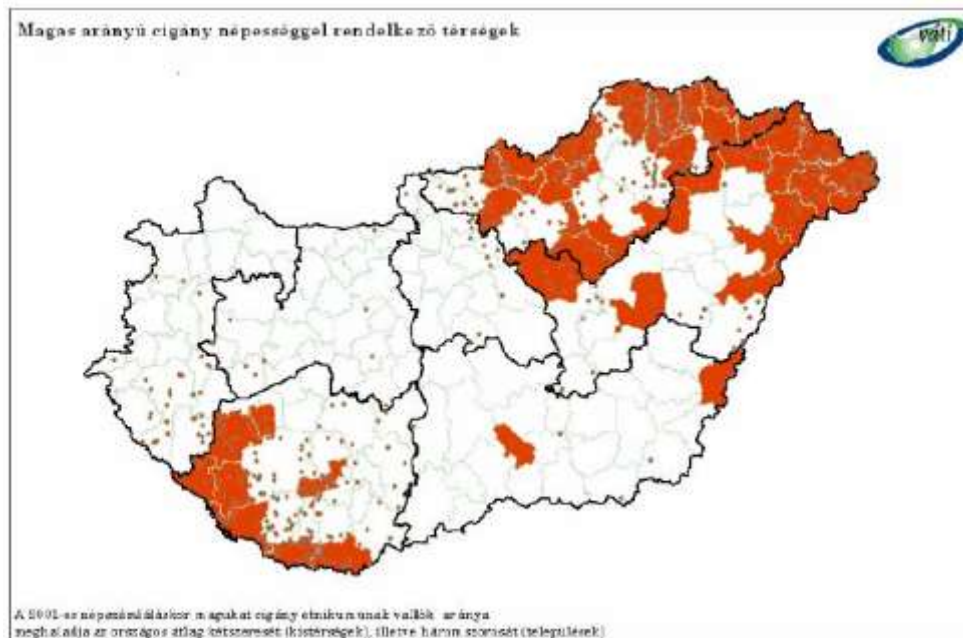 Magas arányú cigány népességgel rendelkező térségek
váti
A 2001-es népszámláláskor magukat cigány etnikumúnak vallók aránya
meghaladja az országos átlag kétszeresét (kistérségek), illetve háromszorosát (települések)